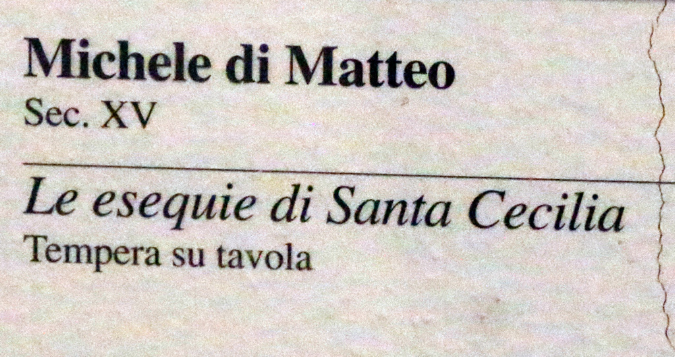 Michele di Matteo
Sec. XV
Le esequie di Santa Cecilia
Tempera su tavola